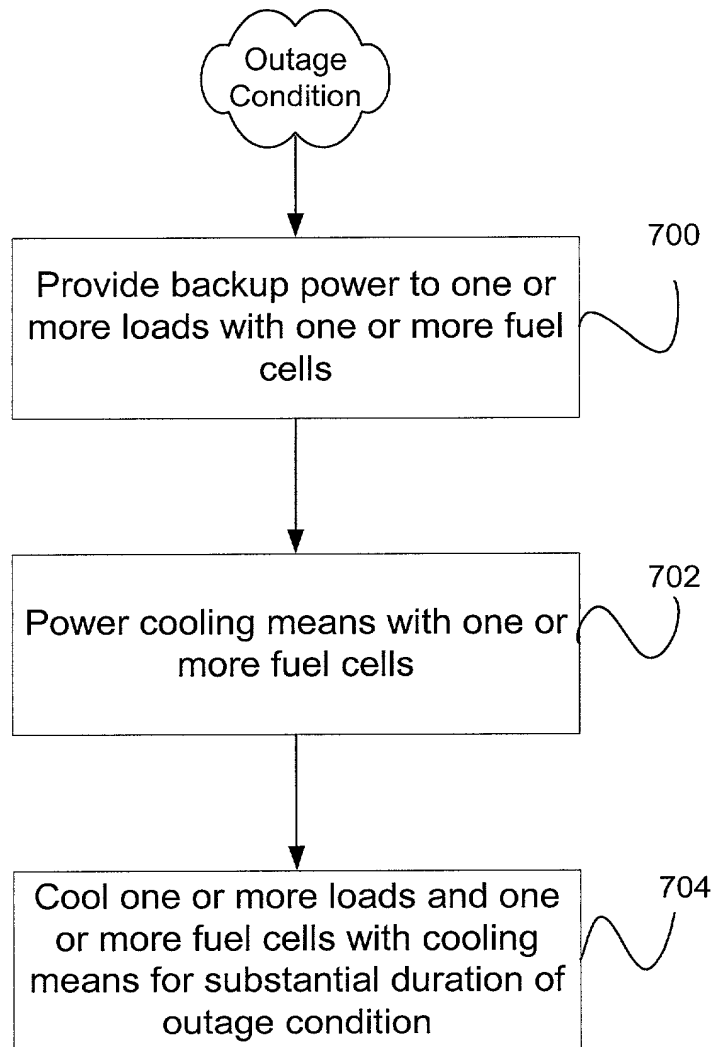 Outage
Condition
700
Provide backup power to one or
more loads with one or more fuel
cells
702
Power cooling means with one or
more fuel cells
704
Cool one or more loads and one
or more fuel cells with cooling
means for substantial duration of
outage condition